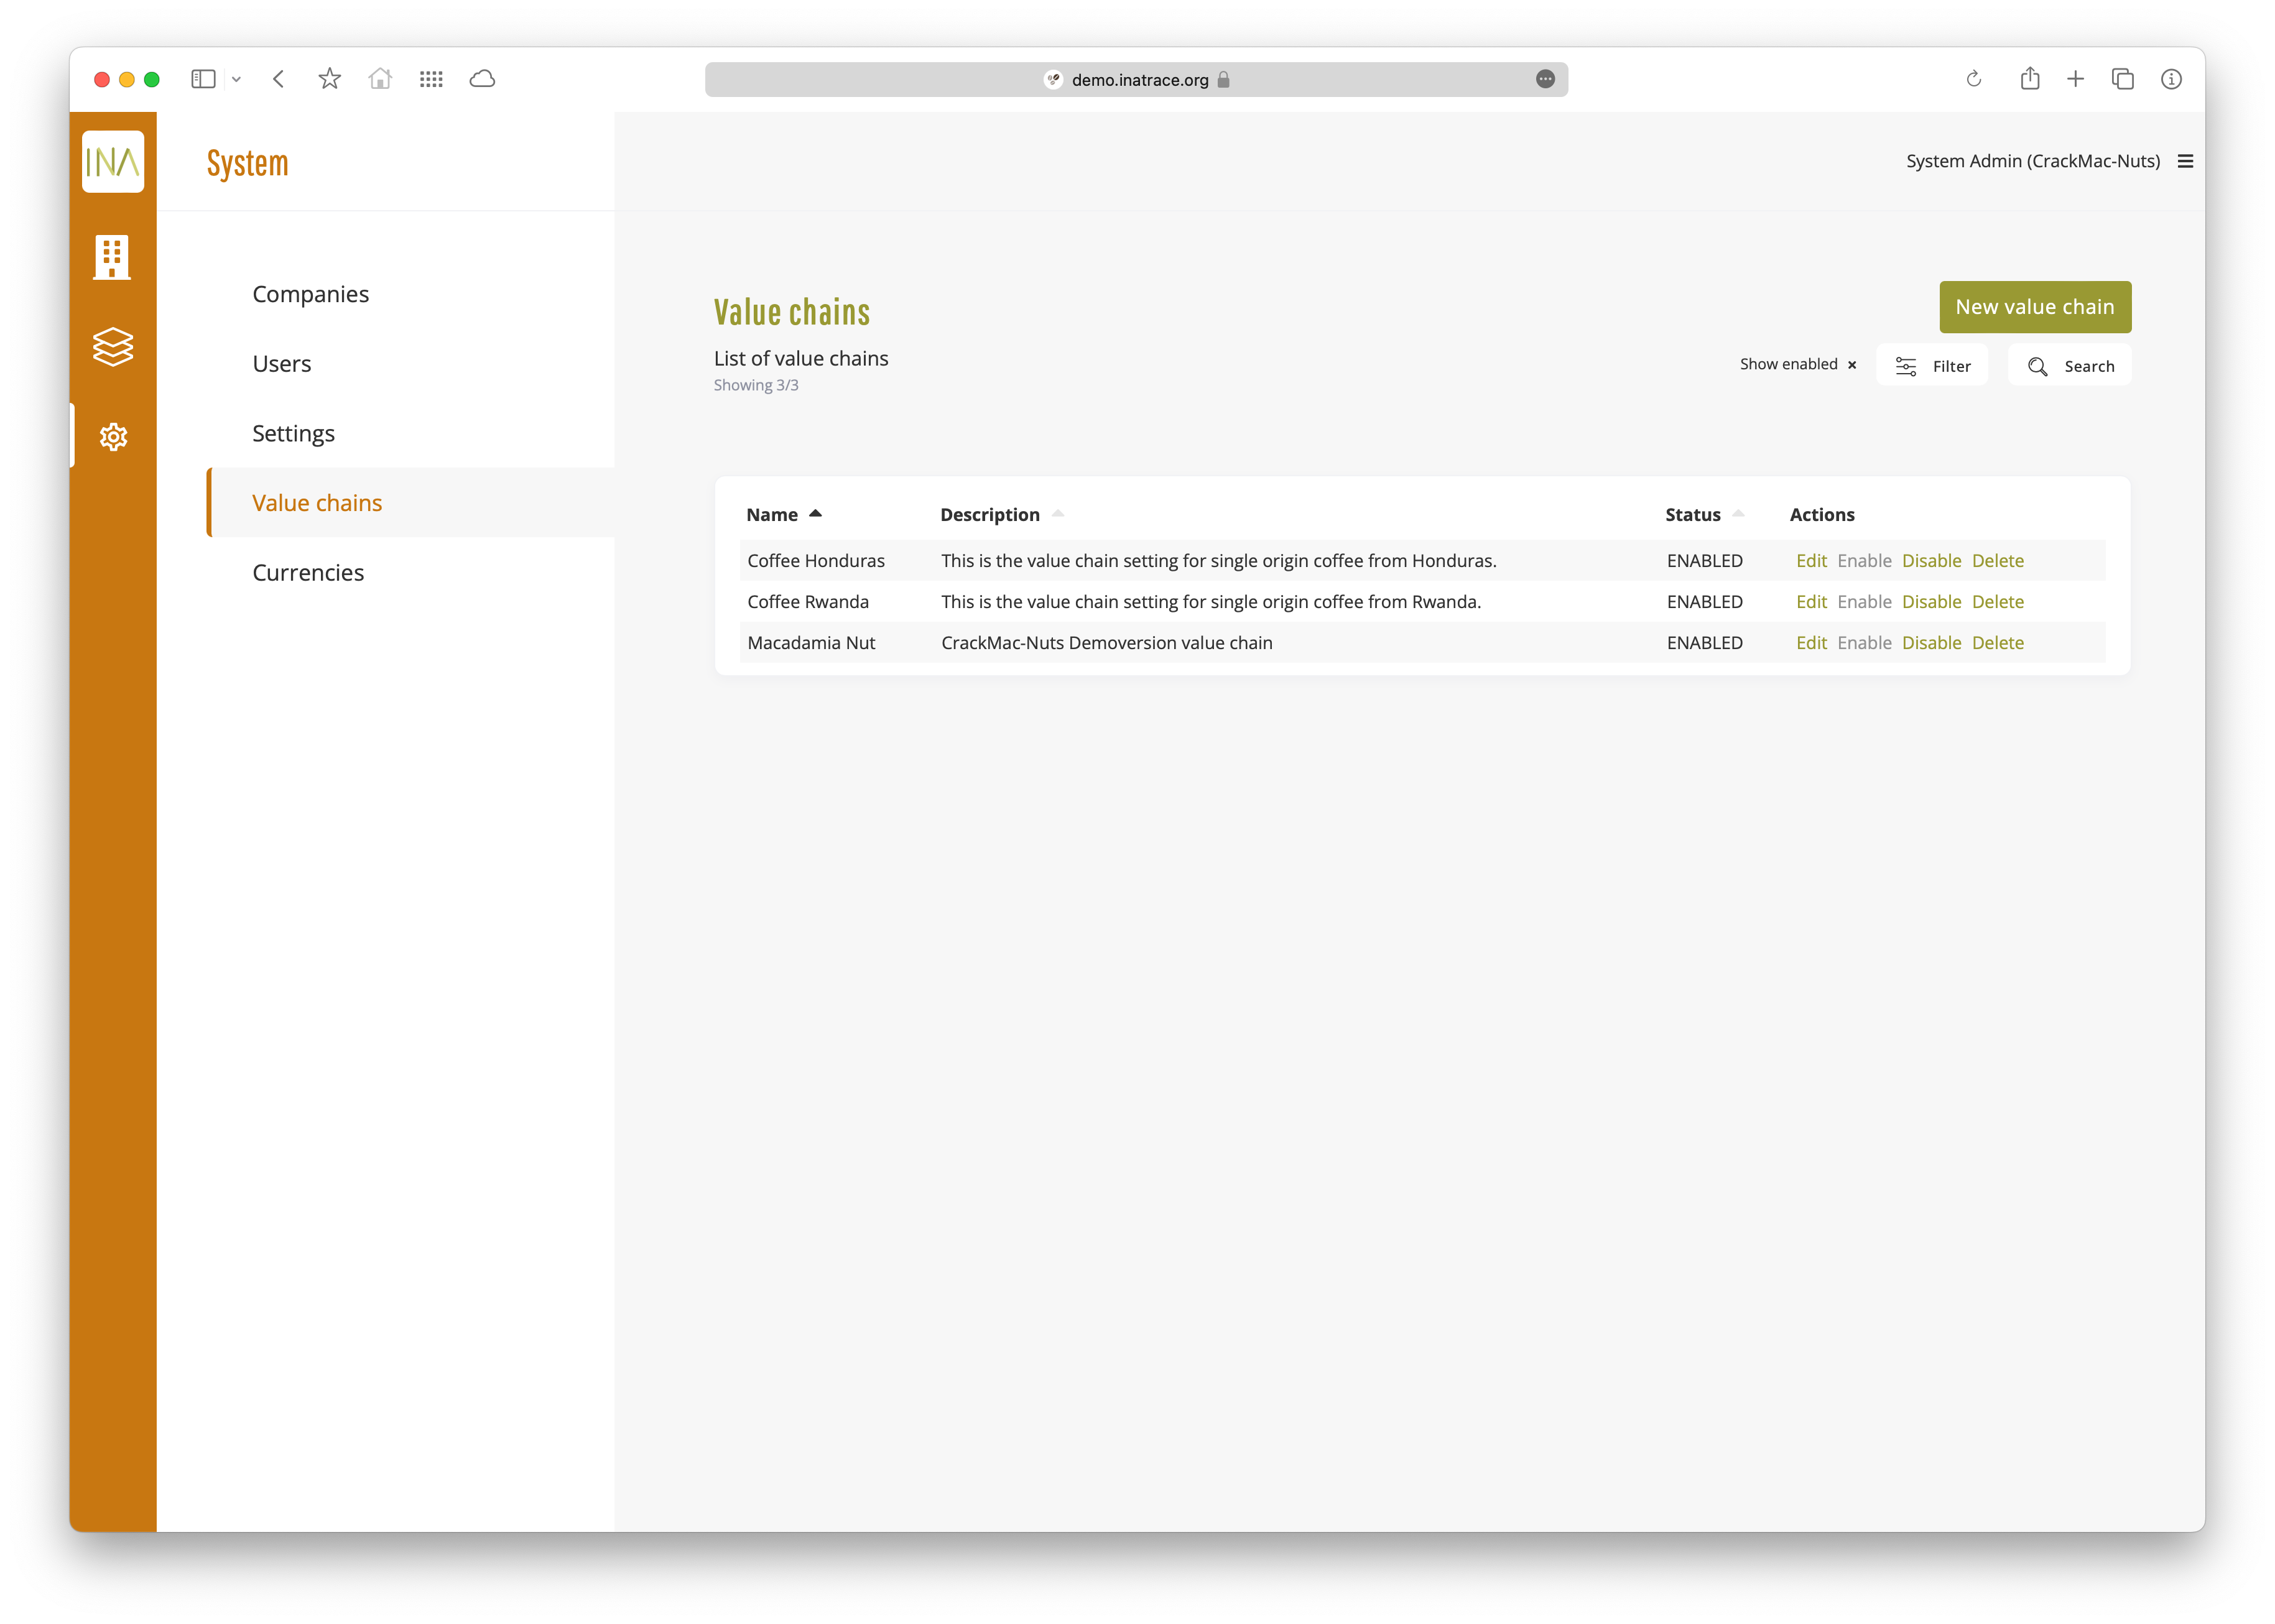 demo.inatrace.org
INA
System
System Admin (CrackMac-Nuts)
Companies
Users
Settings
Value chains
Currencies
Value chains
New value chain
List of value chains
Showing 3/3
Show enabled × Filter Search
Name Description Status Actions
Coffee Honduras This is the value chain setting for single origin coffee from Honduras. ENABLED Edit Enable Disable Delete
Coffee Rwanda This is the value chain setting for single origin coffee from Rwanda. ENABLED Edit Enable Disable Delete
Macadamia Nut CrackMac-Nuts Demoversion value chain ENABLED Edit Enable Disable Delete